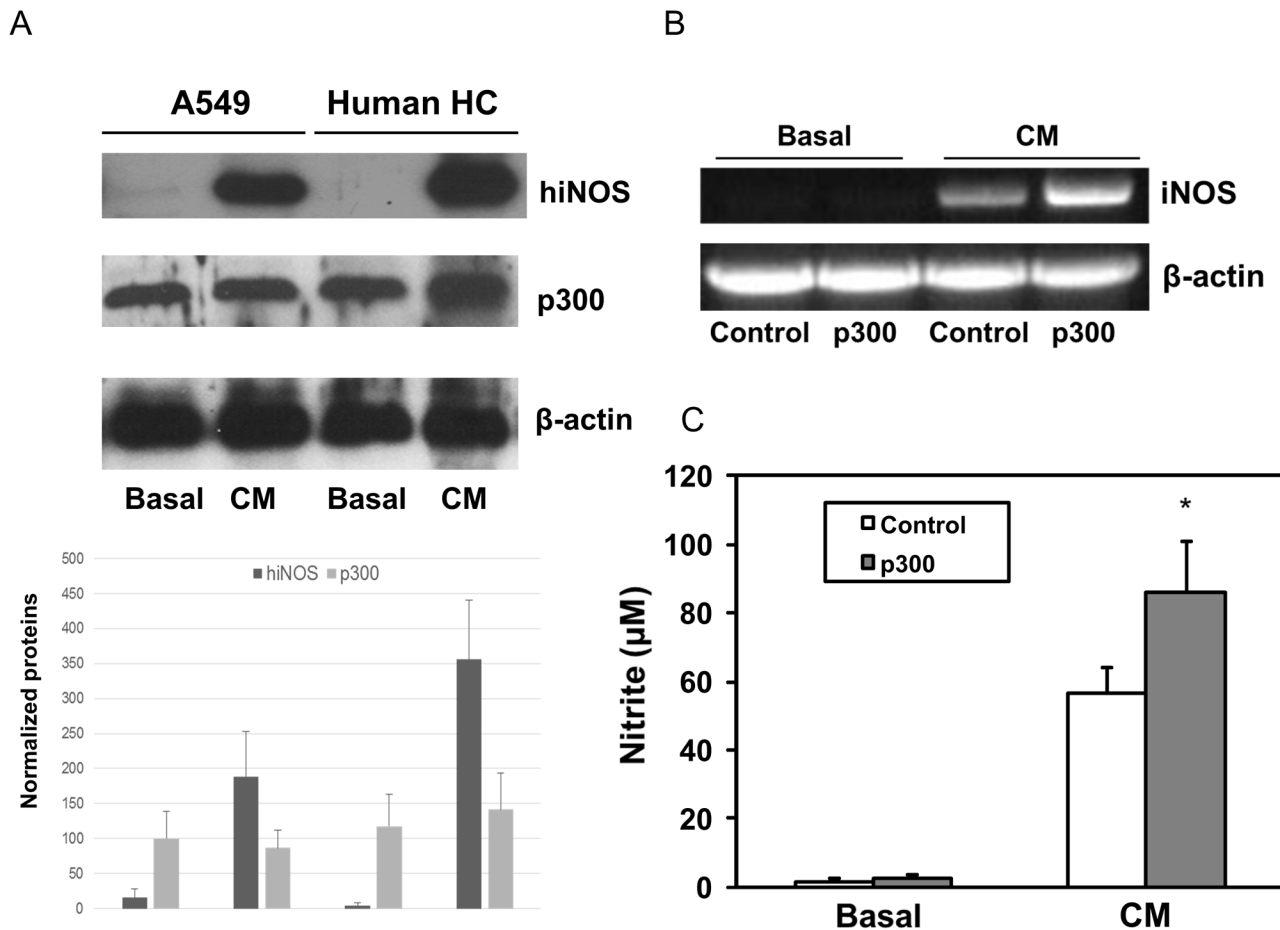 A
A549 Human HC
hiNOS
p300
β-actin
Basal CM Basal CM
Normalized proteins
500
450
400
350
300
250
200
150
100
50
0
hiNOS p300
B
Basal CM
iNOS
β-actin
Control p300 Control p300
C
Nitrite (µM)
120
100
80
60
40
20
0
Control
p300
*
Basal CM